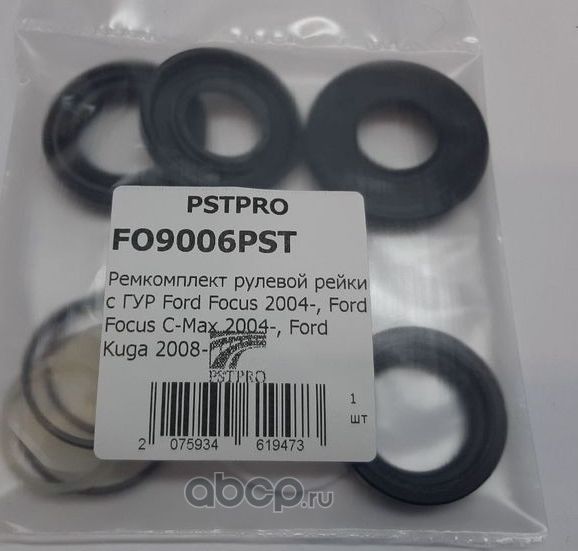 PSTPRO
FO9006PST
Ремкомплект рулевой рейки
с ГУР Ford Focus 2004-, Ford
Focus C-Max 2004-, Ford
Kuga 2008-
PSTPRO
1
шт
2 075934 619473
abcp.ru